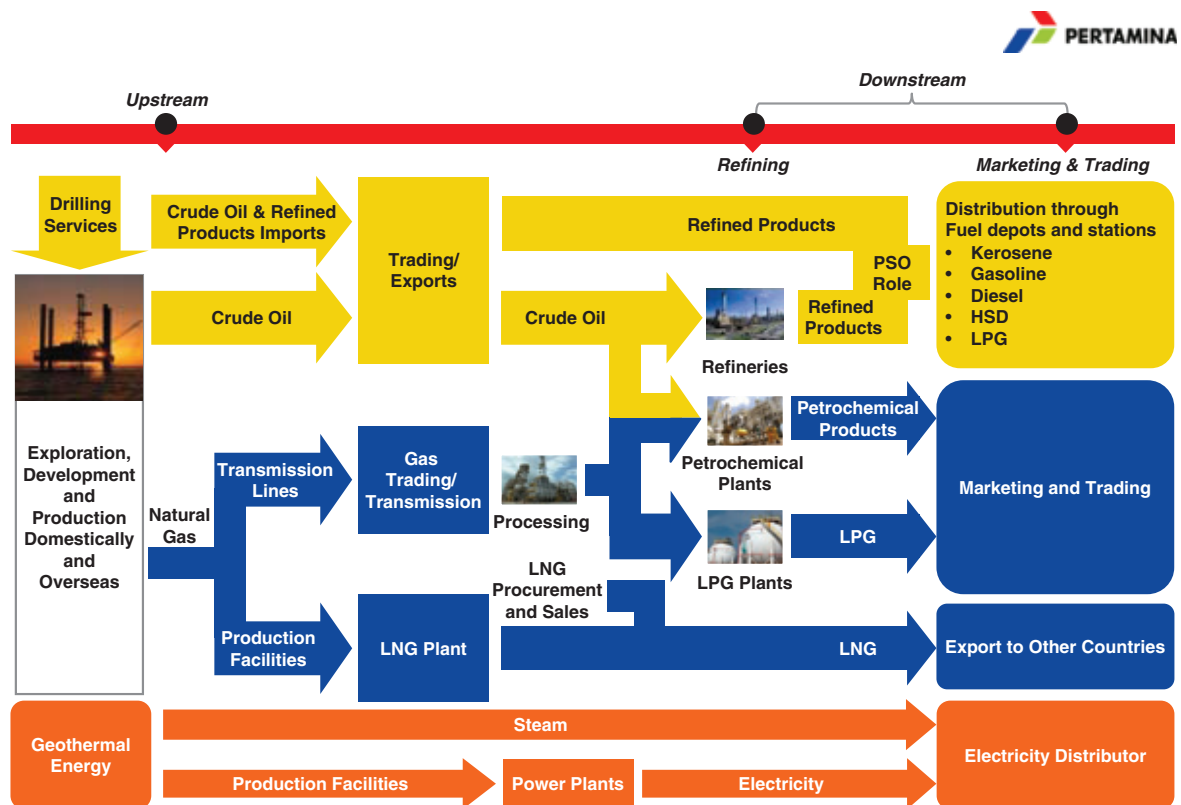 PERTAMINA
Downstream
Upstream
Refining
Marketing & Trading
Drilling
Services
Crude Oil & Refined
Products Imports
Trading/
Exports
Refined Products
PSO
Role
Distribution through
Fuel depots and stations
• Kerosene
• Gasoline
• Diesel
• HSD
• LPG
Crude Oil
Crude Oil
Refined
Products
Refineries
Exploration,
Development
and
Production
Domestically
and
Overseas
Natural
Gas
Transmission
Lines
Gas
Trading/
Transmission
Processing
Petrochemical
Plants
Petrochemical
Products
Marketing and Trading
LPG Plants
LPG
LNG
Procurement
and Sales
Production
Facilities
LNG Plant
LNG
Export to Other Countries
Geothermal
Energy
Steam
Production Facilities
Power Plants
Electricity
Electricity Distributor